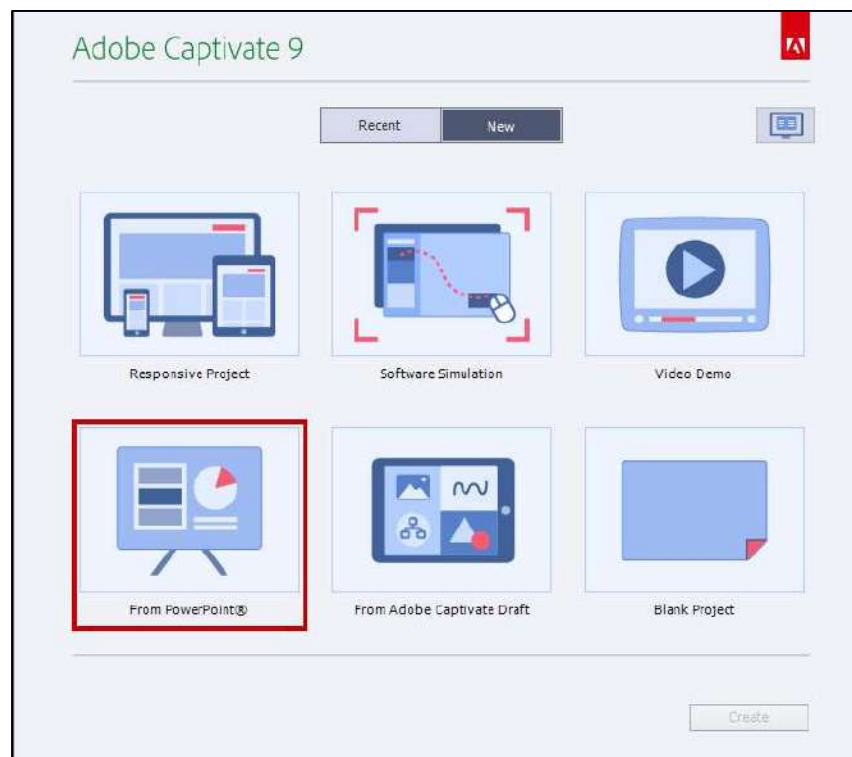 Adobe Captivate 9
Recent New
Responsive Project Software Simulation Video Demo
From PowerPoint® From Adobe Captivate Draft Blank Project
Create